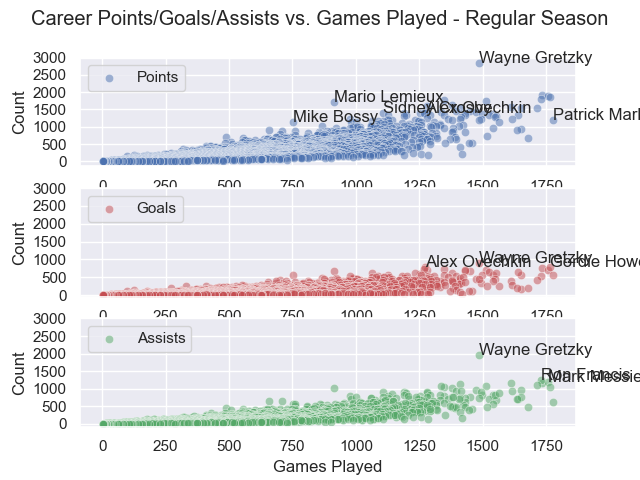 Career Points/Goals/Assists vs. Games Played - Regular Season
3000
2500
2000
1500
1000
500
0
Count
Points
Wayne Gretzky
Mario Lemieux
Sidney Crosby
Alex Ovechkin
Mike Bossy
Patrick Marl
0 250 500 750 1000 1250 1500 1750
3000
2500
2000
1500
1000
500
0
Count
Goals
Wayne Gretzky
Alex Ovechkin
Gordie Howe
0 250 500 750 1000 1250 1500 1750
3000
2500
2000
1500
1000
500
0
Count
Assists
Wayne Gretzky
Ron Francis
Mark Messie
0 250 500 750 1000 1250 1500 1750
Games Played